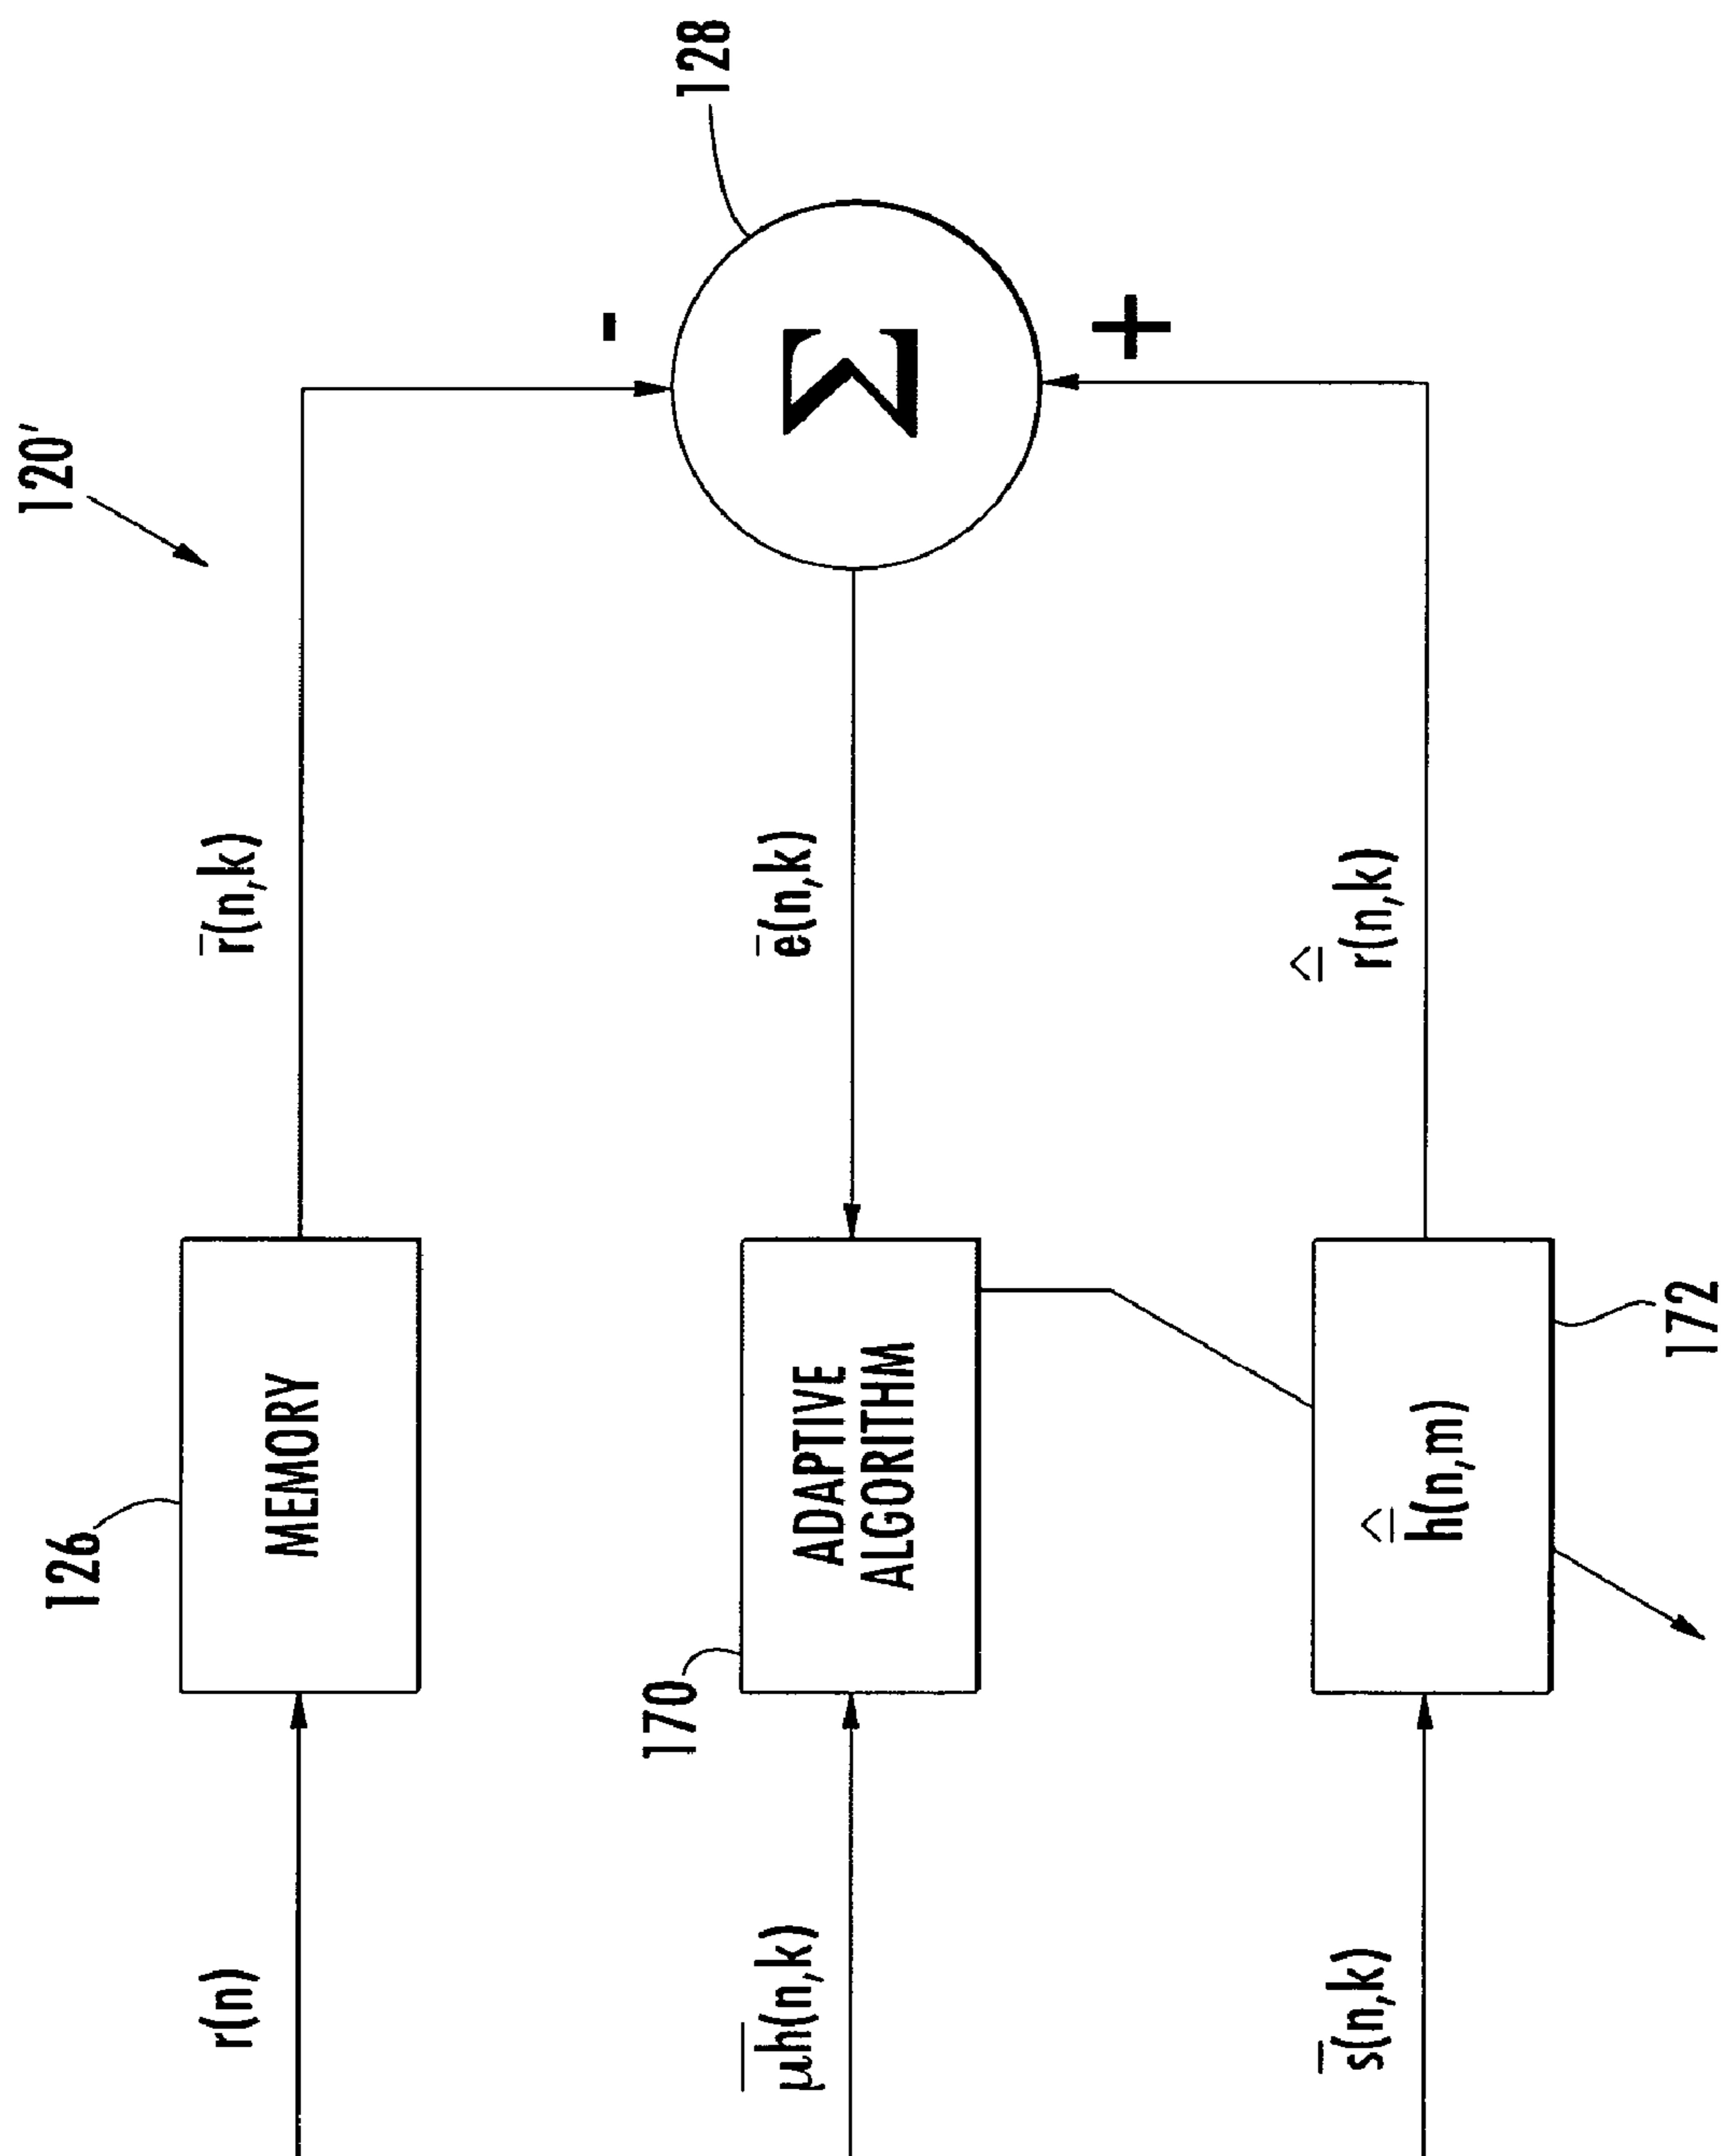 120′
r(n)
126
MEMORY
r̄(n,k)
-
128
μ̅h̅(n,k)
170
ADAPTIVE
ALGORITHM
ē(n,k)
Σ
s̄(n,k)
ĥ̄(n,m)
172
r̂̄(n,k)
+